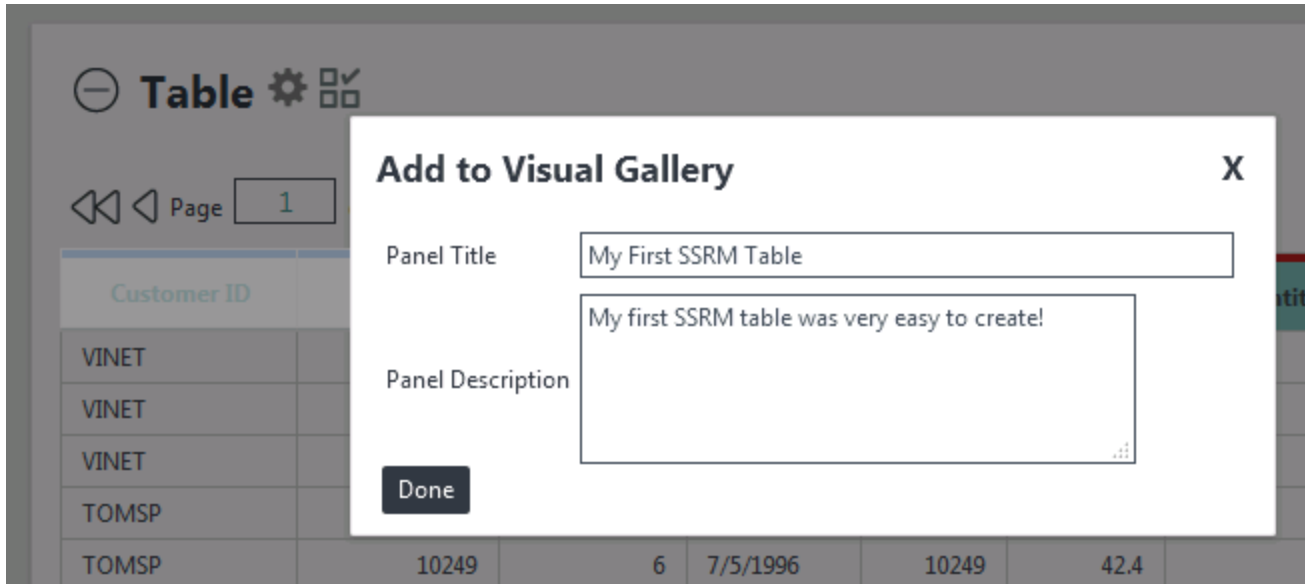 Table
Add to Visual Gallery X
Page 1
Panel Title My First SSRM Table
Customer ID
My first SSRM table was very easy to create!
VINET
Panel Description
VINET
VINET
Done
TOMSP
TOMSP 10249 6 7/5/1996 10249 42.4